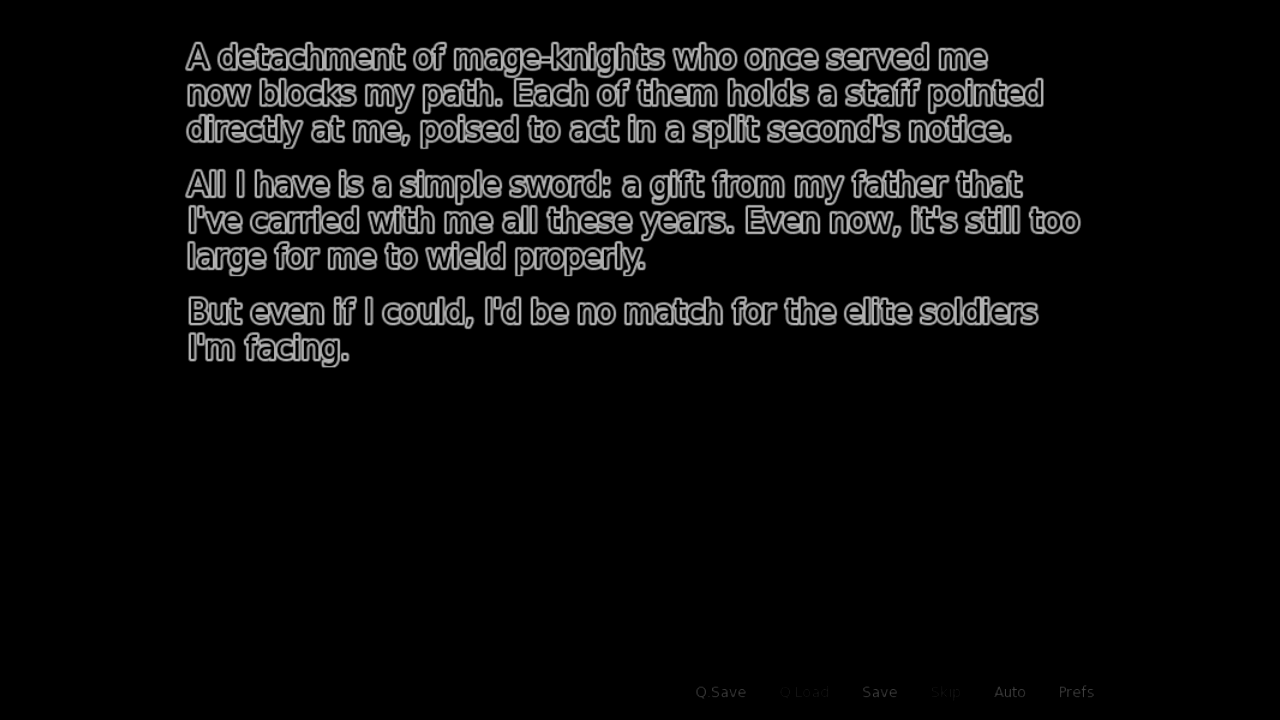 A detachment of mage-knights who once served me
now blocks my path. Each of them holds a staff pointed
directly at me, poised to act in a split second's notice.
All I have is a simple sword: a gift from my father that
I've carried with me all these years. Even now, it's still too
large for me to wield properly.
But even if I could, I'd be no match for the elite soldiers
I'm facing.
Q.Save Q.Load Save Skip Auto Prefs